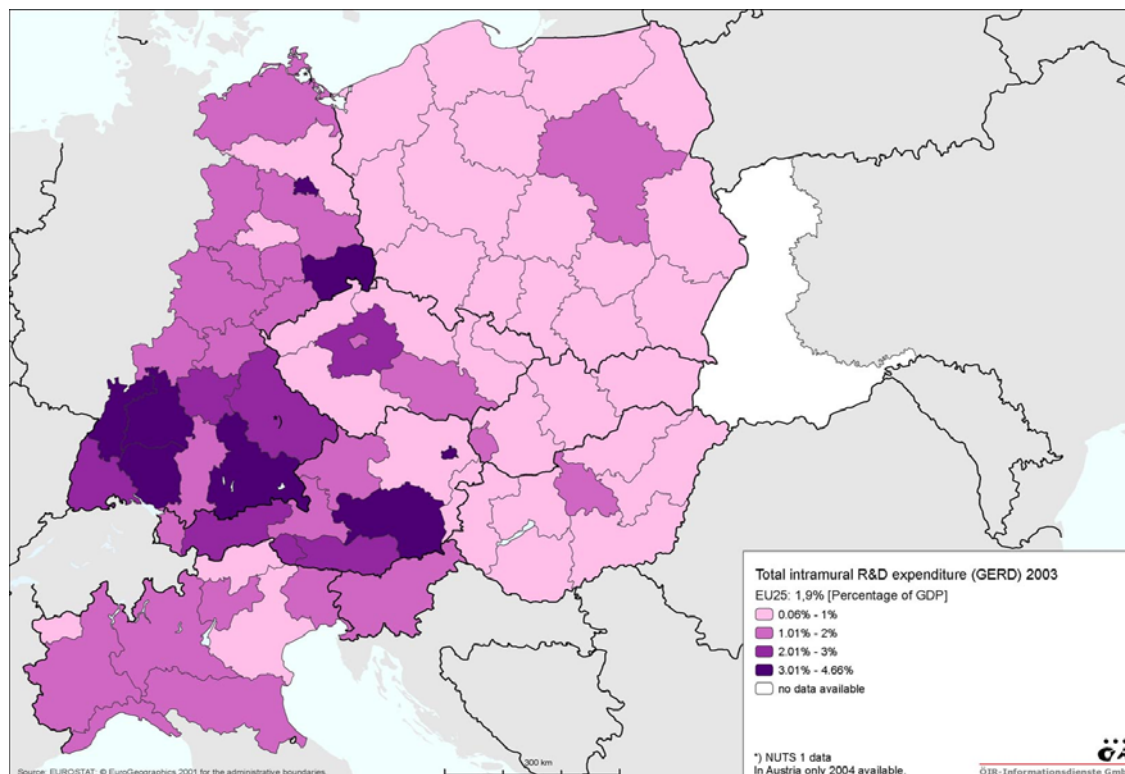 Total intramural R&D expenditure (GERD) 2003
EU25: 1,9% [Percentage of GDP]
0.06% - 1%
1.01% - 2%
2.01% - 3%
3.01% - 4.66%
no data available
300 km
*) NUTS 1 data
In Austria only 2004 available.
Source: EUROSTAT; © EuroGeographics 2001 for the administrative boundaries
ÖIR-Informationsdienste GmbH